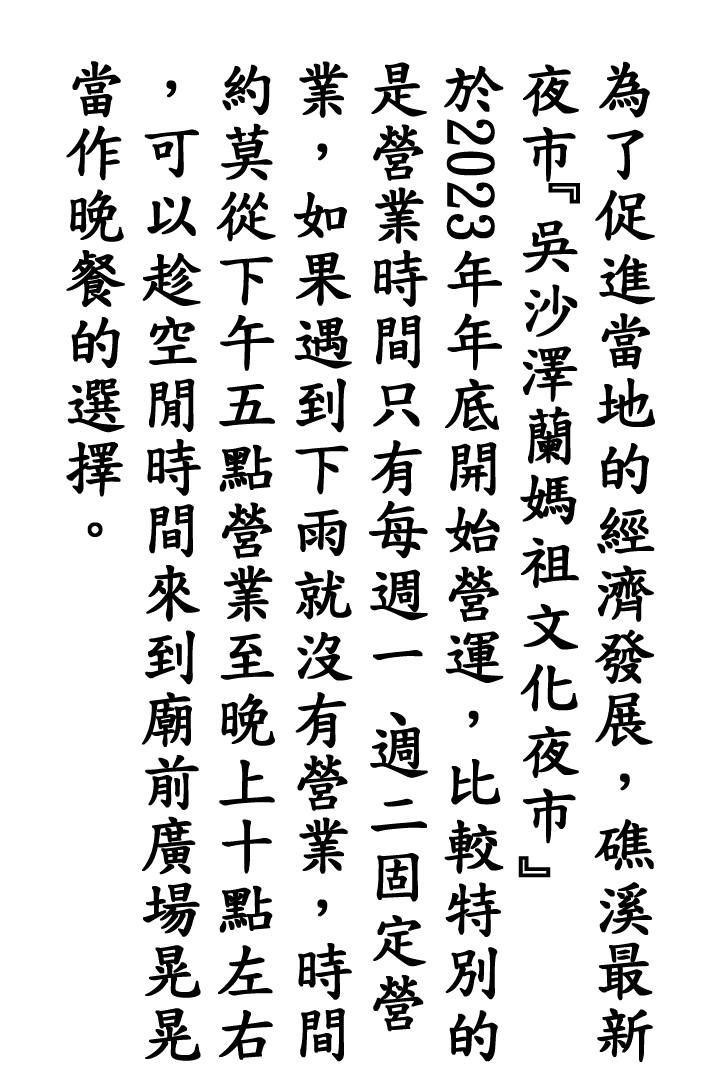 為了促進當地的經濟發展，礁溪最新
夜市『吳沙澤蘭媽祖文化夜市』
於2023年年底開始營運，比較特別的
是營業時間只有每週一、週二固定營
業，如果遇到下雨就沒有營業，時間
約莫從下午五點營業至晚上十點左右
，可以趁空閒時間來到廟前廣場晃晃
當作晚餐的選擇。